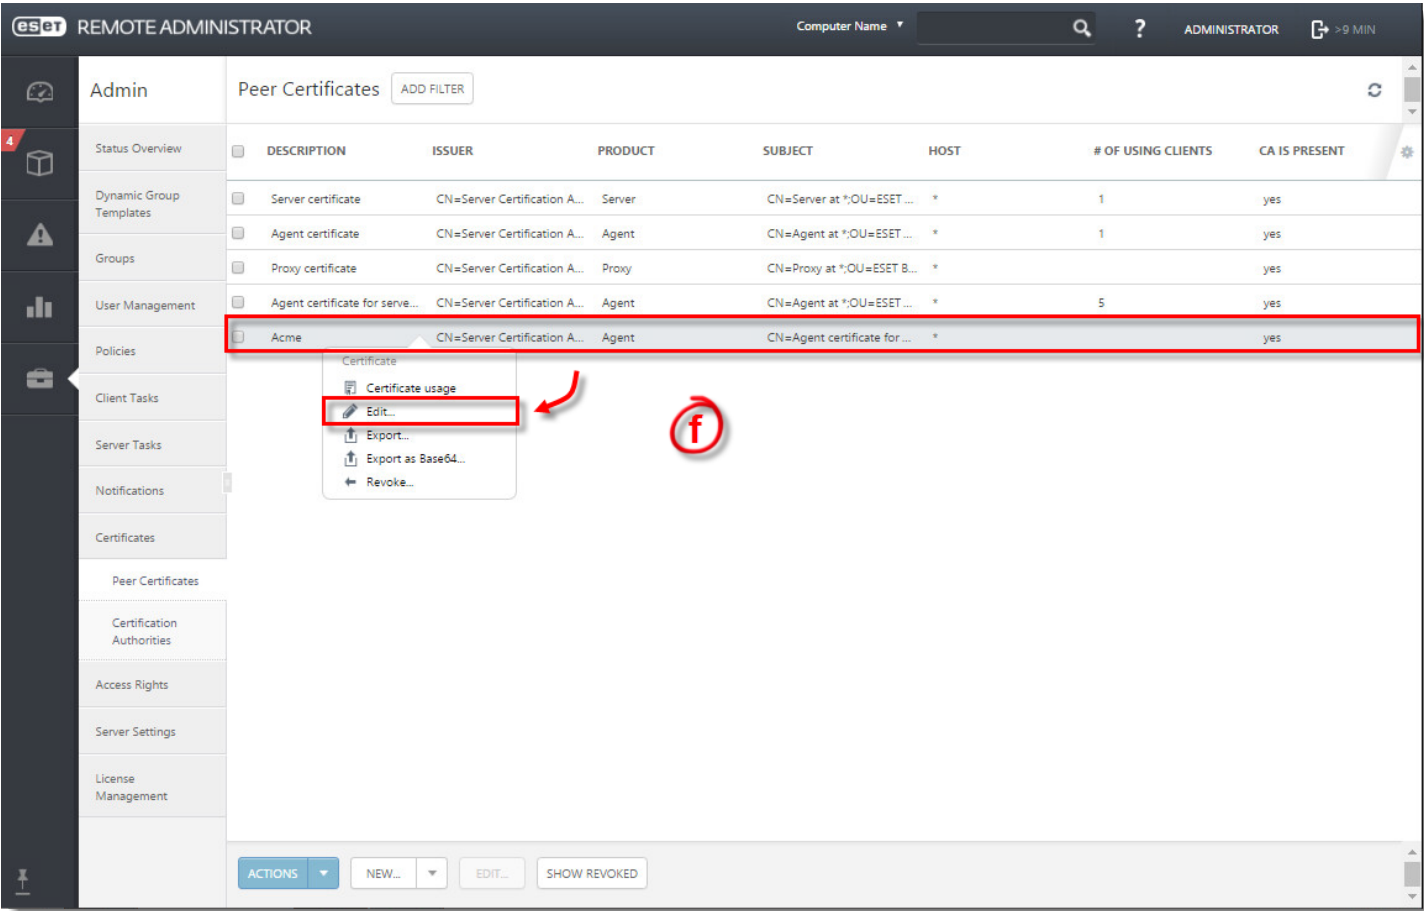 eset REMOTE ADMINISTRATOR
Computer Name
?
ADMINISTRATOR
>9 MIN
4
Admin
Status Overview
Dynamic Group
Templates
Groups
User Management
Policies
Client Tasks
Server Tasks
Notifications
Certificates
Peer Certificates
Certification
Authorities
Access Rights
Server Settings
License
Management
Peer Certificates ADD FILTER
DESCRIPTION ISSUER PRODUCT SUBJECT HOST # OF USING CLIENTS CA IS PRESENT
Server certificate CN=Server Certification A... Server CN=Server at *;OU=ESET ... * 1 yes
Agent certificate CN=Server Certification A... Agent CN=Agent at *;OU=ESET ... * 1 yes
Proxy certificate CN=Server Certification A... Proxy CN=Proxy at *;OU=ESET B... * yes
Agent certificate for serve... CN=Server Certification A... Agent CN=Agent at *;OU=ESET ... * 5 yes
Acme CN=Server Certification A... Agent CN=Agent certificate for ... * yes
Certificate
Certificate usage
Edit...
Export...
Export as Base64...
Revoke...
f
ACTIONS NEW... EDIT... SHOW REVOKED